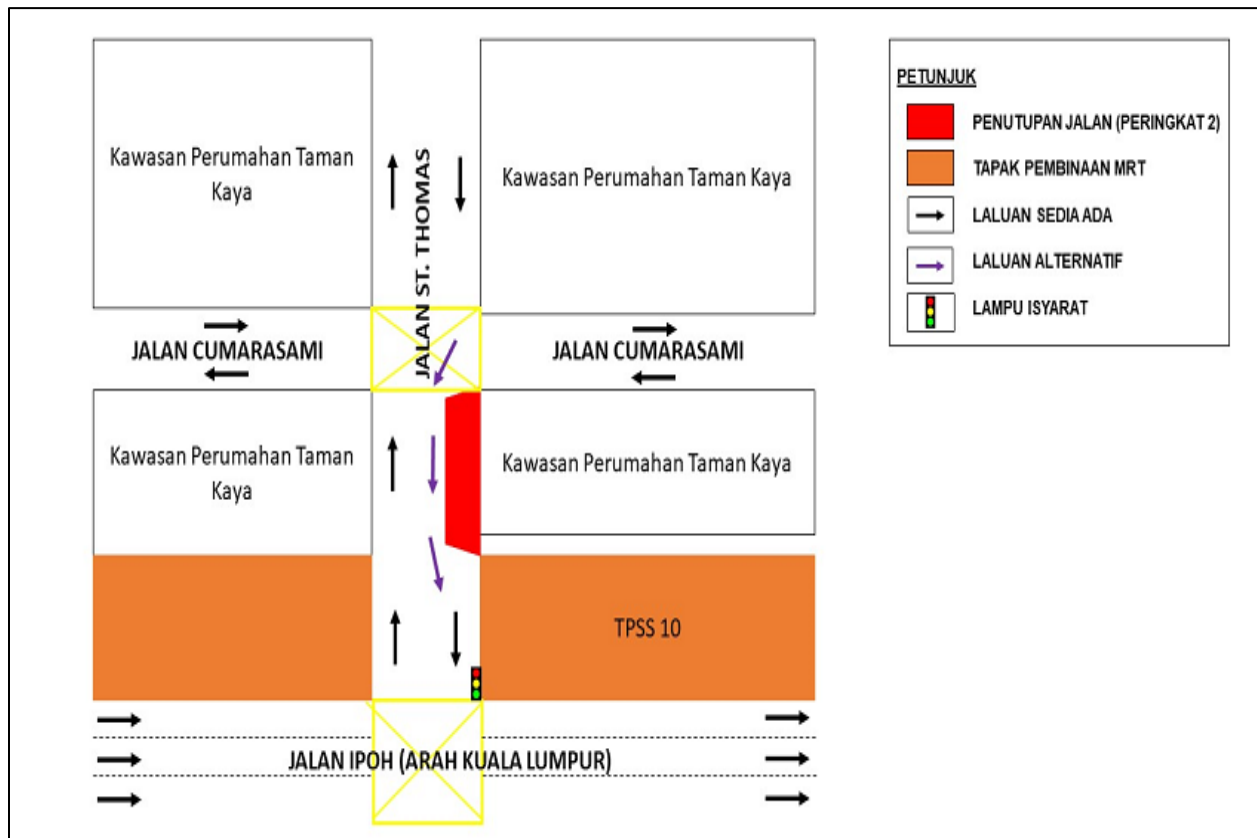 Kawasan Perumahan Taman
Kaya
JALAN ST. THOMAS
Kawasan Perumahan Taman Kaya
JALAN CUMARASAMI
JALAN CUMARASAMI
Kawasan Perumahan Taman
Kaya
Kawasan Perumahan Taman Kaya
TPSS 10
JALAN IPOH (ARAH KUALA LUMPUR)
PETUNJUK
PENUTUPAN JALAN (PERINGKAT 2)
TAPAK PEMBINAAN MRT
LALUAN SEDIA ADA
LALUAN ALTERNATIF
LAMPU ISYARAT